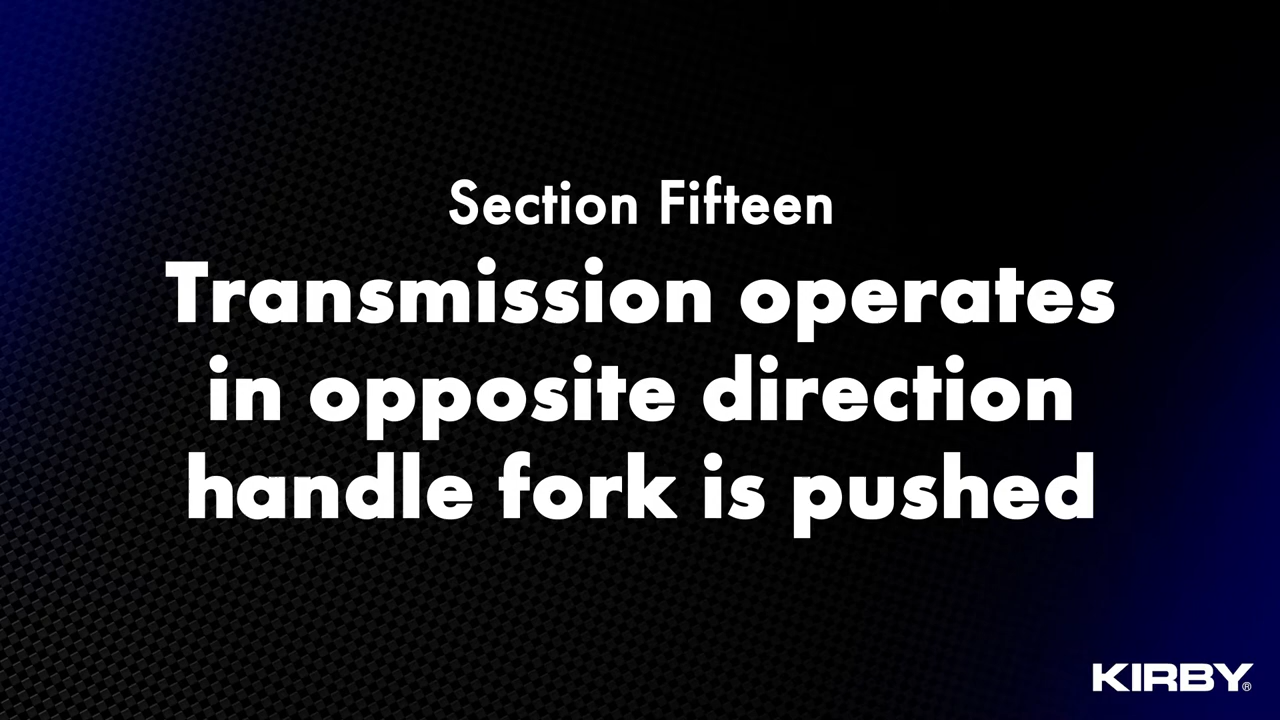 Section Fifteen
Transmission operates
in opposite direction
handle fork is pushed
KIRBY®